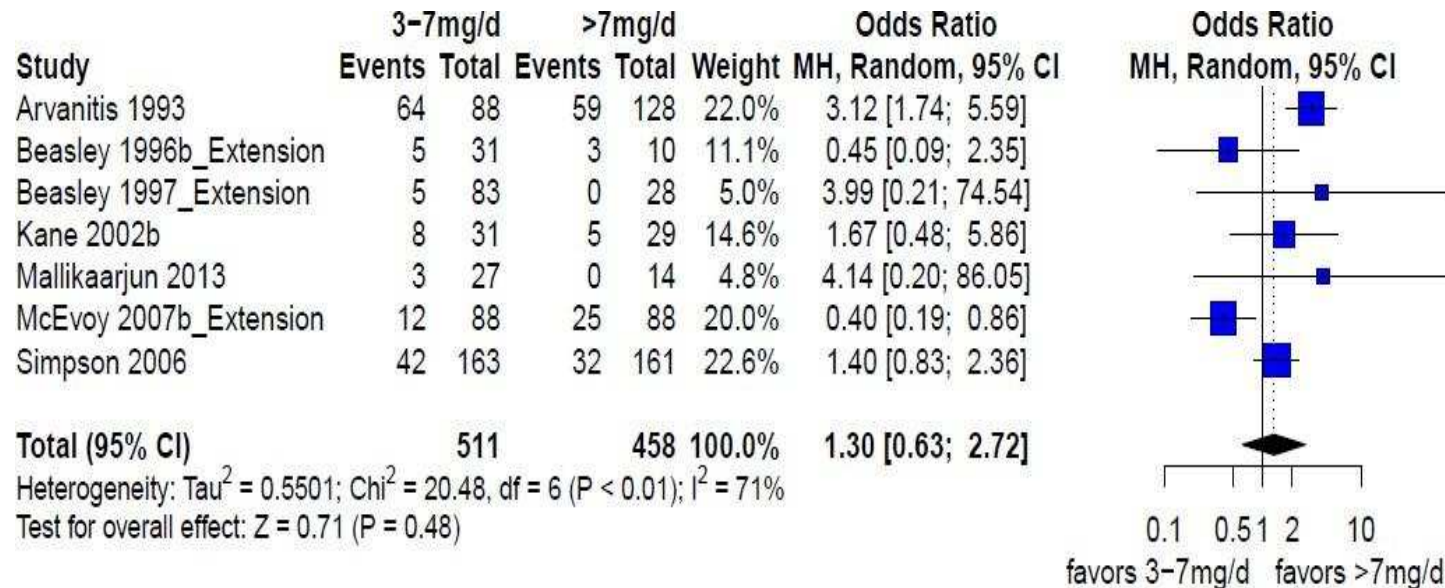 3−7mg/d >7mg/d Odds Ratio Odds Ratio
Study Events Total Events Total Weight MH, Random, 95% CI MH, Random, 95% CI
Arvanitis 1993 64 88 59 128 22.0% 3.12 [1.74; 5.59]
Beasley 1996b_Extension 5 31 3 10 11.1% 0.45 [0.09; 2.35]
Beasley 1997_Extension 5 83 0 28 5.0% 3.99 [0.21; 74.54]
Kane 2002b 8 31 5 29 14.6% 1.67 [0.48; 5.86]
Mallikaarjun 2013 3 27 0 14 4.8% 4.14 [0.20; 86.05]
McEvoy 2007b_Extension 12 88 25 88 20.0% 0.40 [0.19; 0.86]
Simpson 2006 42 163 32 161 22.6% 1.40 [0.83; 2.36]
Total (95% CI) 511 458 100.0% 1.30 [0.63; 2.72]
Heterogeneity: Tau² = 0.5501; Chi² = 20.48, df = 6 (P < 0.01); I² = 71%
Test for overall effect: Z = 0.71 (P = 0.48)
0.1 0.5 1 2 10
favors 3−7mg/d favors >7mg/d